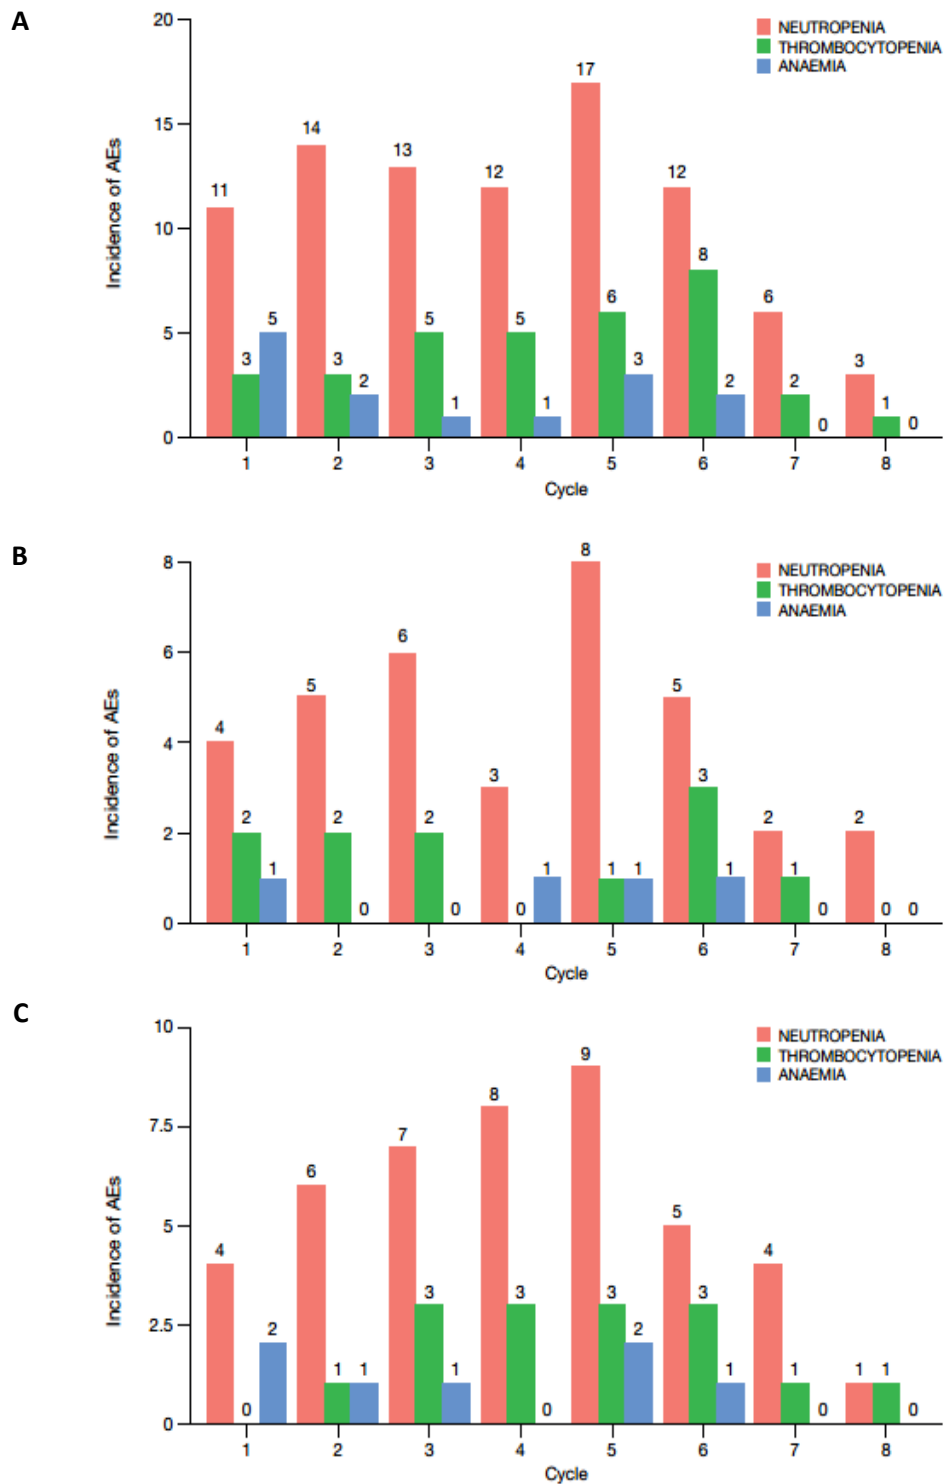 A
20
15
10
5
0
Incidence of AEs
NEUTROPENIA
THROMBOCYTOPENIA
ANAEMIA
11 3 5
14 3 2
13 5 1
12 5 1
17 6 3
12 8 2
6 2 0
3 1 0
1 2 3 4 5 6 7 8
Cycle
B
8
6
4
2
0
Incidence of AEs
NEUTROPENIA
THROMBOCYTOPENIA
ANAEMIA
4 2 1
5 2 0
6 2 0
3 0 1
8 1 1
5 3 1
2 1 0
2 0 0
1 2 3 4 5 6 7 8
Cycle
C
10
7.5
5
2.5
0
Incidence of AEs
NEUTROPENIA
THROMBOCYTOPENIA
ANAEMIA
4 0 2
6 1 1
7 3 1
8 3 0
9 3 2
5 3 1
4 1 0
1 1 0
1 2 3 4 5 6 7 8
Cycle